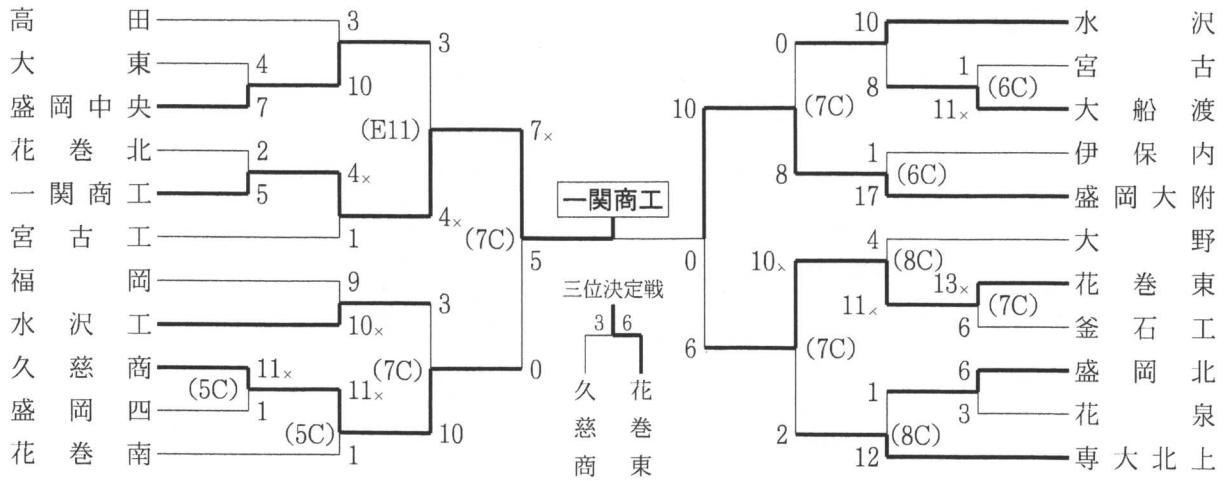 高田
大東
盛岡中央
花巻北
一関商工
宮古工
福岡
水沢工
久慈商
盛岡四
花巻南
3
4
7
10
3
2
5
4×
1
(E11)
4×
9
10×
3
11×
(5C)
1
11×
(5C)
1
(7C)
10
7×
(7C)
0
5
一関商工
三位決定戦
3 6
久慈商
花巻東
0
10
6
0
(7C)
8
10×
(7C)
2
10
8
1
(6C)
11×
1
(6C)
17
4
(8C)
11×
13×
(7C)
6
1
6
3
(8C)
12
水沢
宮古
大船渡
伊保内
盛岡大附
大野
花巻東
釜石工
盛岡北
花泉
専大北上